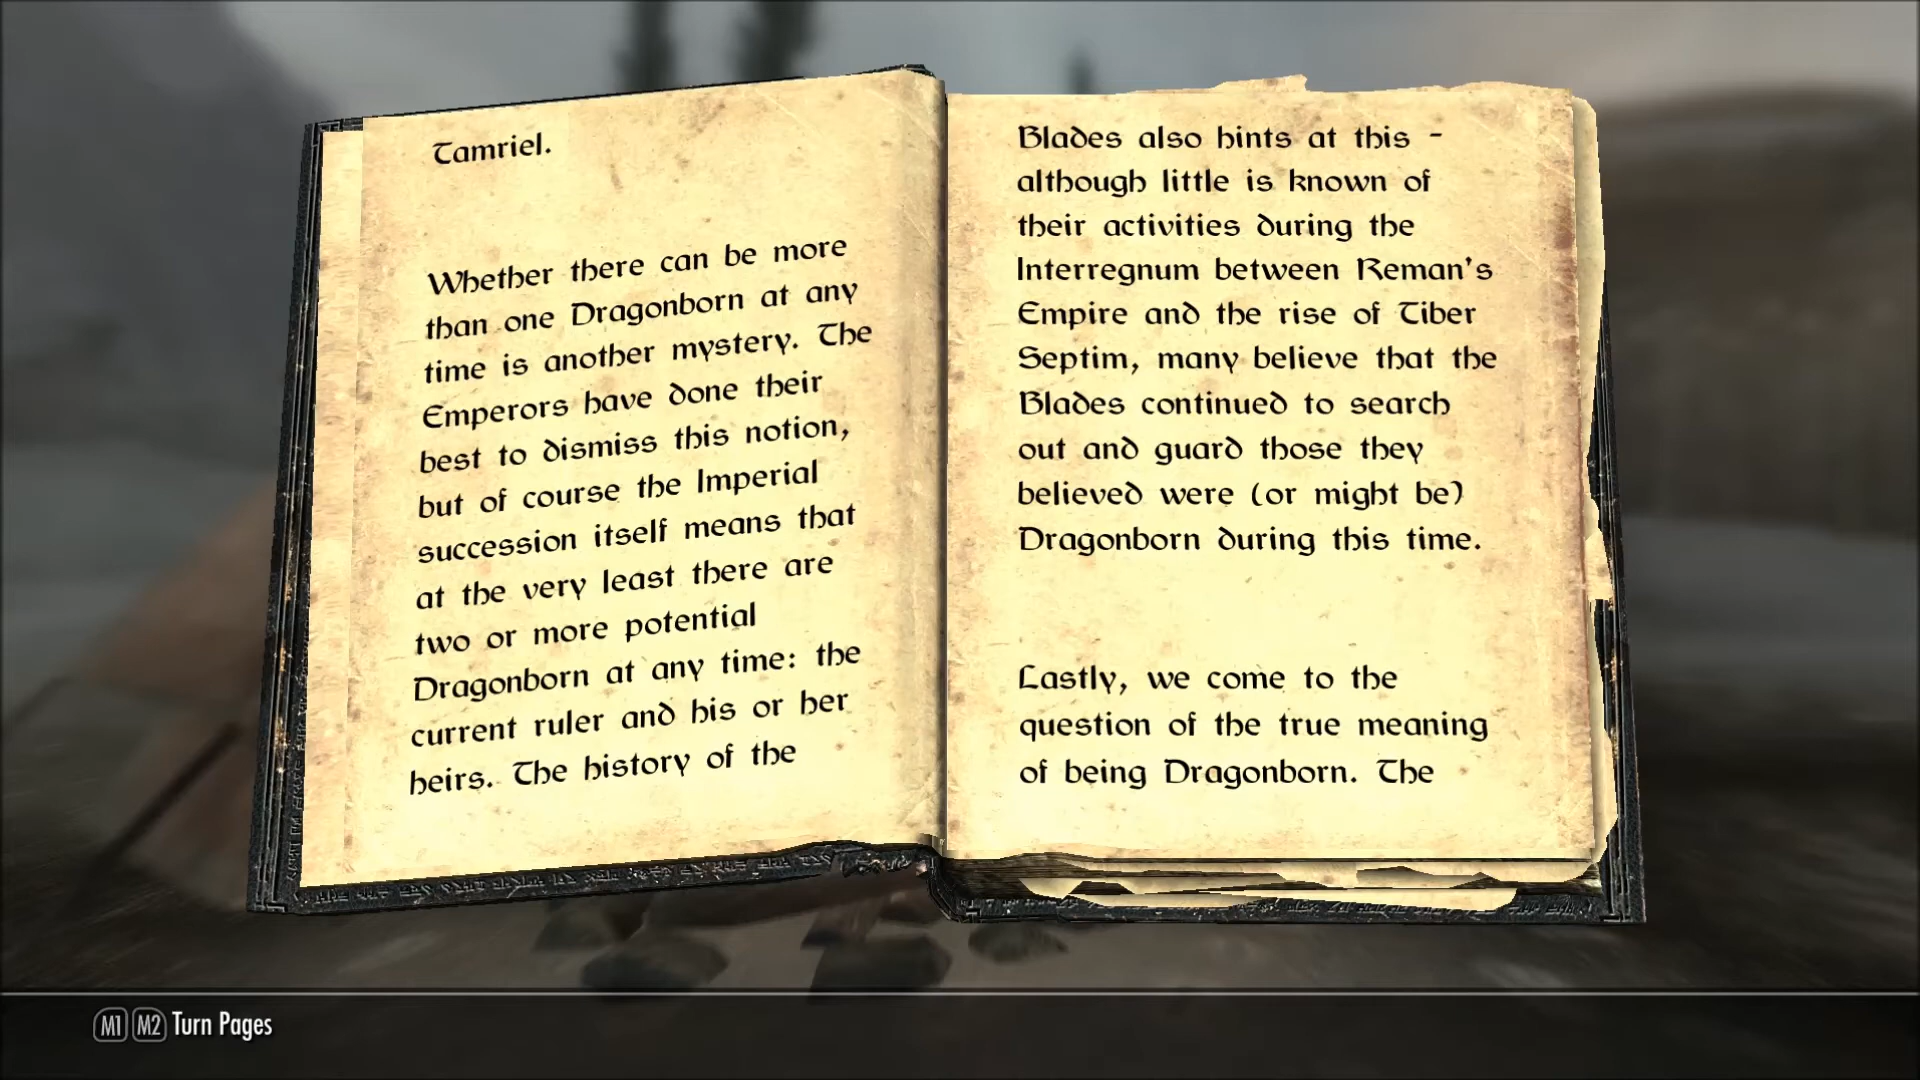 Tamriel.
Whether there can be more
than one Dragonborn at any
time is another mystery. The
Emperors have done their
best to dismiss this notion,
but of course the Imperial
succession itself means that
at the very least there are
two or more potential
Dragonborn at any time: the
current ruler and his or her
heirs. The history of the
Blades also hints at this -
although little is known of
their activities during the
Interregnum between Reman's
Empire and the rise of Tiber
Septim, many believe that the
Blades continued to search
out and guard those they
believed were (or might be)
Dragonborn during this time.
Lastly, we come to the
question of the true meaning
of being Dragonborn. The
M1 M2 Turn Pages